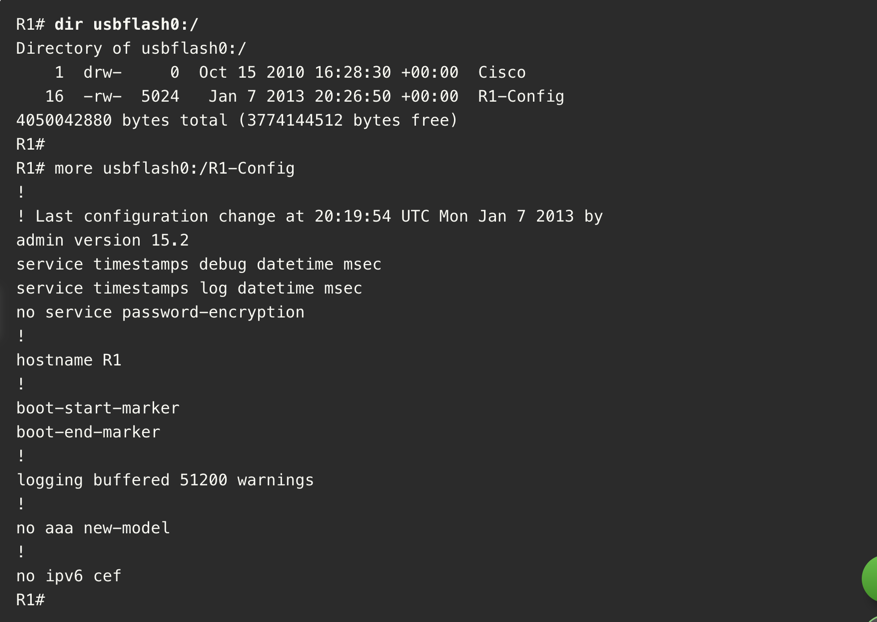 R1# dir usbflash0:/
Directory of usbflash0:/
    1  drw-     0  Oct 15 2010 16:28:30 +00:00  Cisco
   16  -rw-  5024   Jan 7 2013 20:26:50 +00:00  R1-Config
4050042880 bytes total (3774144512 bytes free)
R1#
R1# more usbflash0:/R1-Config
!
! Last configuration change at 20:19:54 UTC Mon Jan 7 2013 by
admin version 15.2
service timestamps debug datetime msec
service timestamps log datetime msec
no service password-encryption
!
hostname R1
!
boot-start-marker
boot-end-marker
!
logging buffered 51200 warnings
!
no aaa new-model
!
no ipv6 cef
R1#